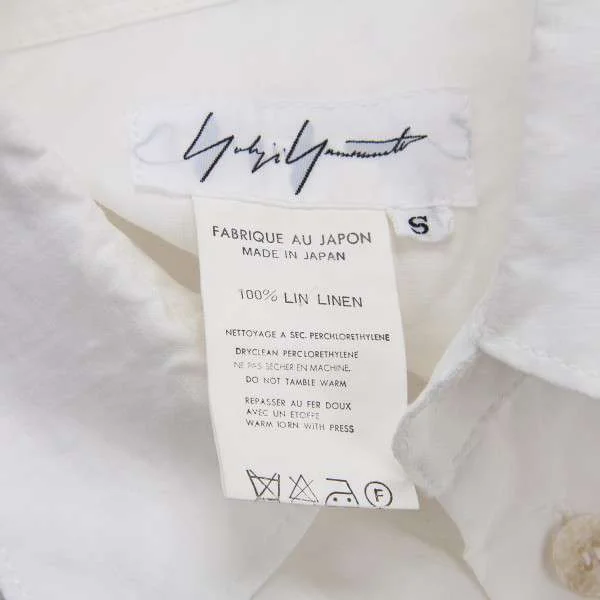 Yohji Yamamoto
S
FABRIQUE AU JAPON
MADE IN JAPAN
100% LIN LINEN
NETTOYAGE A SEC. PERCHLORETHYLENE
DRYCLEAN PERCLORETHYLENE
NE PAS SECHER EN MACHINE.
DO NOT TAMBLE WARM
REPASSER AU FER DOUX
AVEC UN ETOFFE
WARM IORN WITH PRESS
F